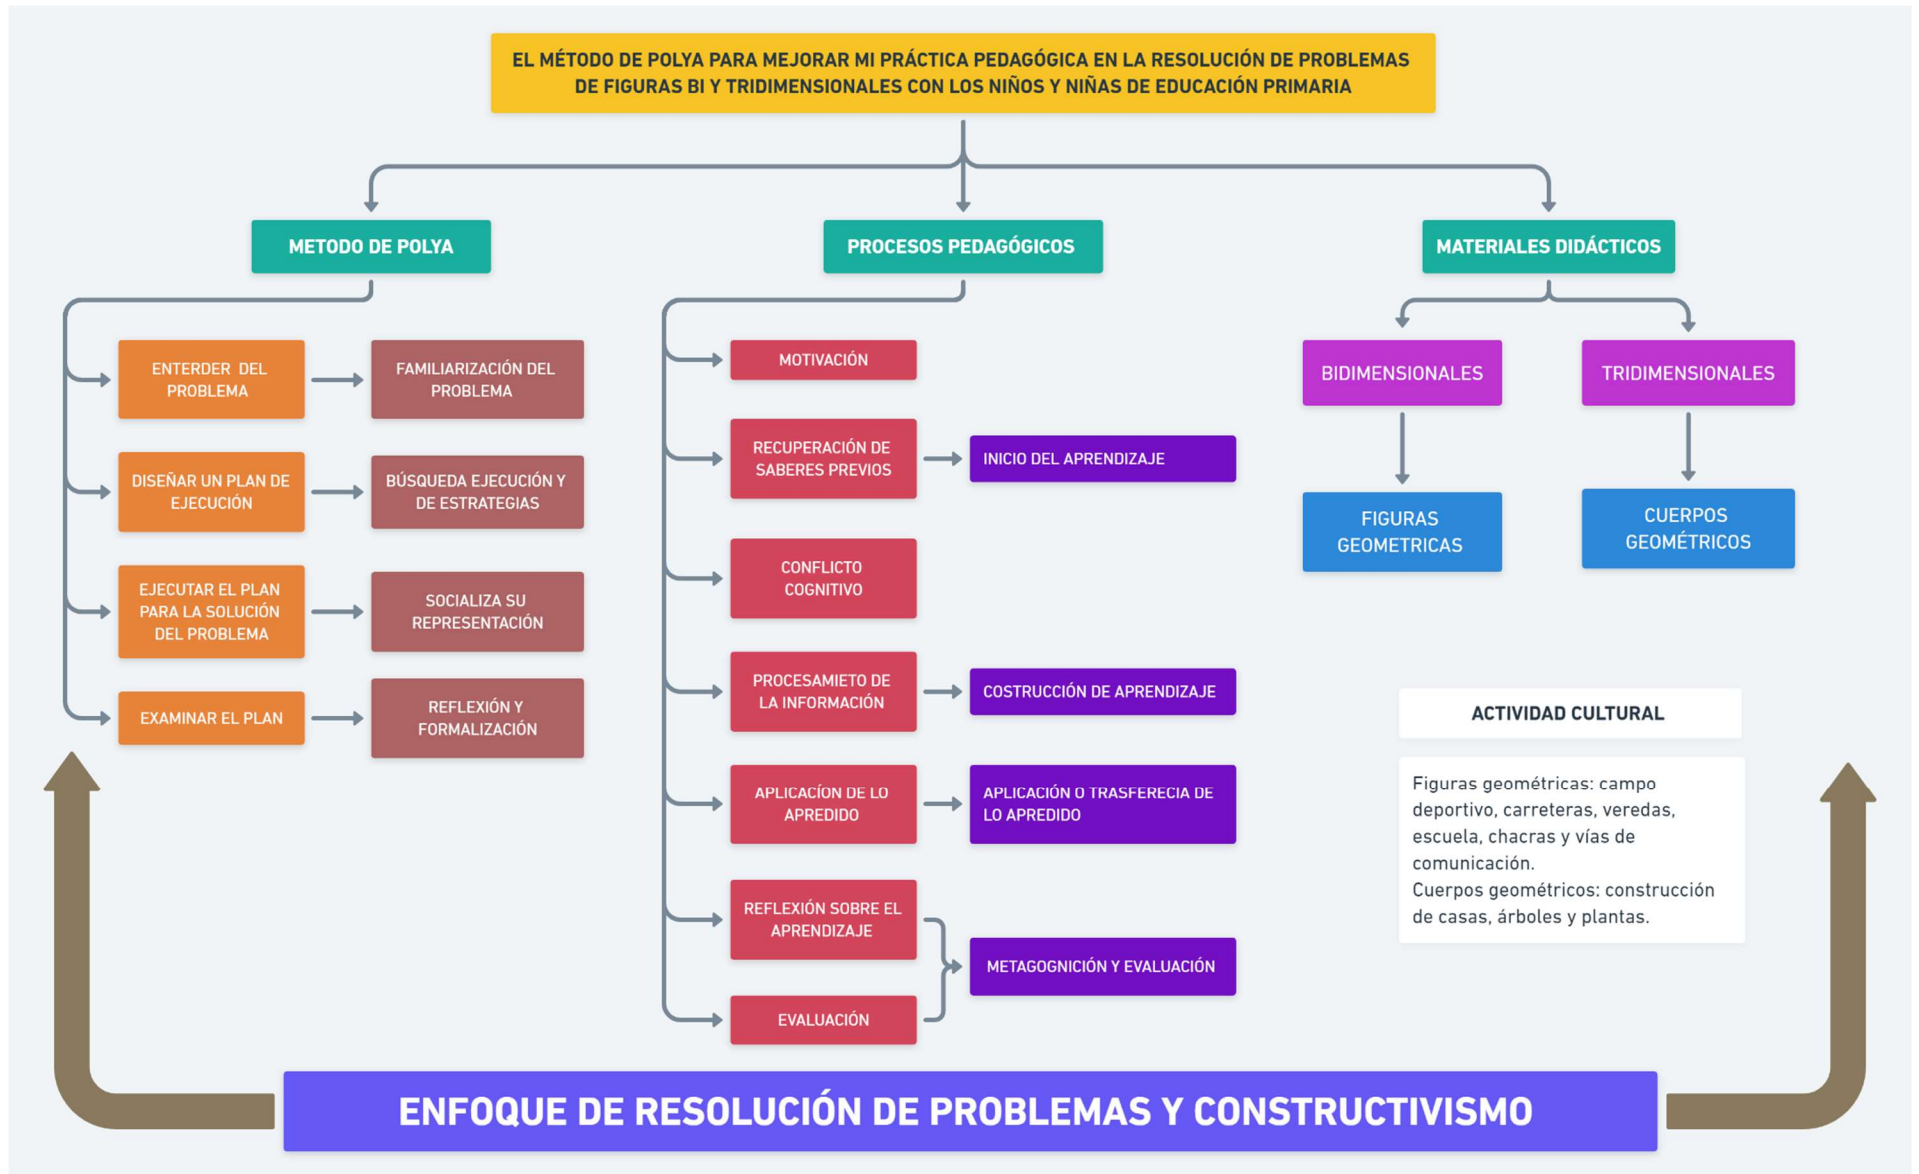 EL MÉTODO DE POLYA PARA MEJORAR MI PRÁCTICA PEDAGÓGICA EN LA RESOLUCIÓN DE PROBLEMAS
DE FIGURAS BI Y TRIDIMENSIONALES CON LOS NIÑOS Y NIÑAS DE EDUCACIÓN PRIMARIA
METODO DE POLYA
ENTERDER DEL
PROBLEMA
FAMILIARIZACIÓN DEL
PROBLEMA
DISEÑAR UN PLAN DE
EJECUCIÓN
BÚSQUEDA EJECUCIÓN Y
DE ESTRATEGIAS
EJECUTAR EL PLAN
PARA LA SOLUCIÓN
DEL PROBLEMA
SOCIALIZA SU
REPRESENTACIÓN
EXAMINAR EL PLAN
REFLEXIÓN Y
FORMALIZACIÓN
PROCESOS PEDAGÓGICOS
MOTIVACIÓN
RECUPERACIÓN DE
SABERES PREVIOS
INICIO DEL APRENDIZAJE
CONFLICTO
COGNITIVO
PROCESAMIETO DE
LA INFORMACIÓN
COSTRUCCIÓN DE APRENDIZAJE
APLICACÍON DE LO
APREDIDO
APLICACIÓN O TRASFERECIA DE
LO APREDIDO
REFLEXIÓN SOBRE EL
APRENDIZAJE
METAGOGNICIÓN Y EVALUACIÓN
EVALUACIÓN
MATERIALES DIDÁCTICOS
BIDIMENSIONALES
TRIDIMENSIONALES
FIGURAS
GEOMETRICAS
CUERPOS
GEOMÉTRICOS
ACTIVIDAD CULTURAL
Figuras geométricas: campo
deportivo, carreteras, veredas,
escuela, chacras y vías de
comunicación.
Cuerpos geométricos: construcción
de casas, árboles y plantas.
ENFOQUE DE RESOLUCIÓN DE PROBLEMAS Y CONSTRUCTIVISMO